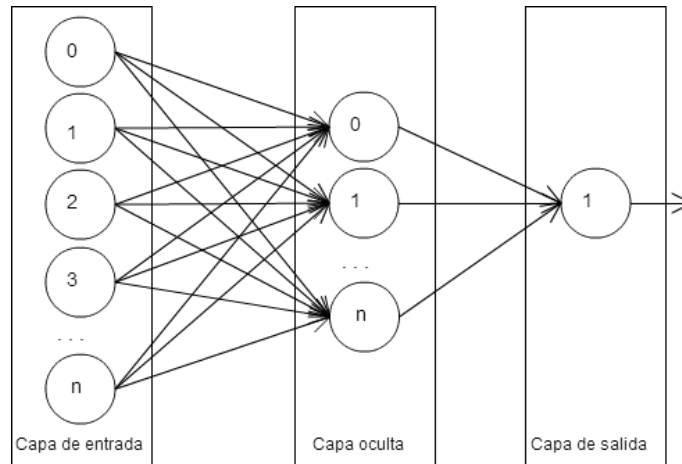 0
1
2
3
. . .
n
Capa de entrada
0
1
. . .
n
Capa oculta
1
Capa de salida